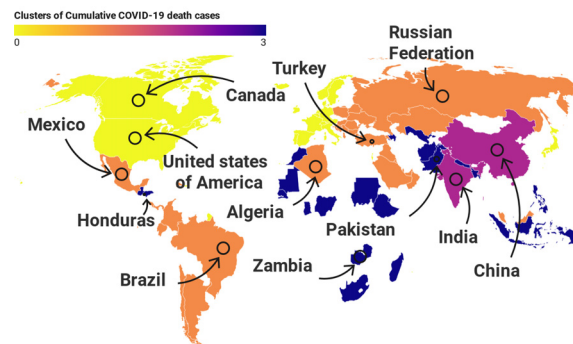 Clusters of Cumulative COVID-19 death cases
0
3
Russian
Federation
Turkey
Canada
Mexico
United states
of America
Honduras
Algeria
Pakistan
India
Brazil
Zambia
China